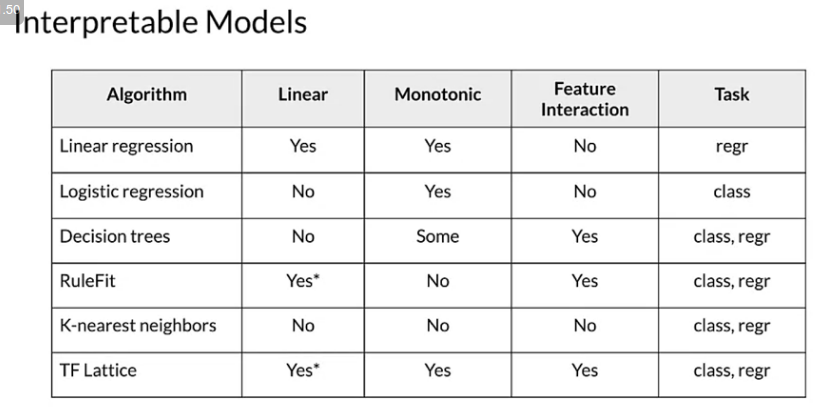 .50
Interpretable Models
Algorithm Linear Monotonic Feature Interaction Task
Linear regression Yes Yes No regr
Logistic regression No Yes No class
Decision trees No Some Yes class, regr
RuleFit Yes* No Yes class, regr
K-nearest neighbors No No No class, regr
TF Lattice Yes* Yes Yes class, regr